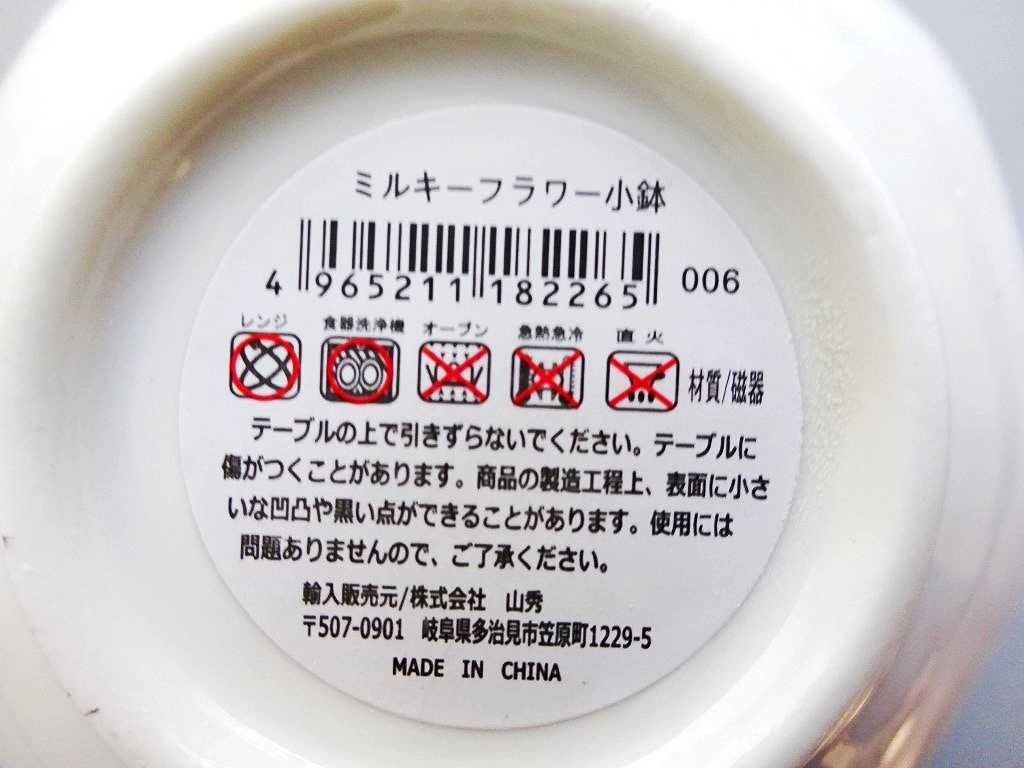 ミルキーフラワー小鉢
4 965211 182265 006
レンジ 食器洗浄機 オーブン 急熱急冷 直火
材質/磁器
テーブルの上で引きずらないでください。テーブルに
傷がつくことがあります。商品の製造工程上、表面に小さ
いな凹凸や黒い点ができることがあります。使用には
問題ありませんので、ご了承ください。
輸入販売元/株式会社 山秀
〒507-0901 岐阜県多治見市笠原町1229-5
MADE IN CHINA